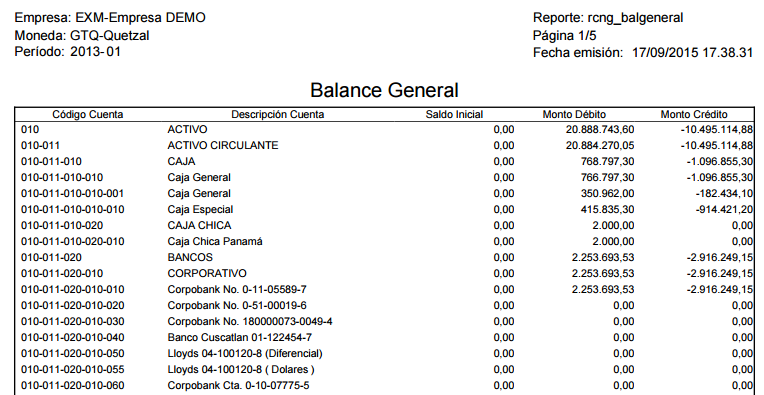 Empresa: EXM-Empresa DEMO Reporte: rcng_balgeneral
Moneda: GTQ-Quetzal Página 1/5
Período: 2013-01 Fecha emisión: 17/09/2015 17.38.31
Balance General
Código Cuenta Descripción Cuenta Saldo Inicial Monto Débito Monto Crédito
010 ACTIVO 0,00 20.888.743,60 -10.495.114,88
010-011 ACTIVO CIRCULANTE 0,00 20.884.270,05 -10.495.114,88
010-011-010 CAJA 0,00 768.797,30 -1.096.855,30
010-011-010-010 Caja General 0,00 766.797,30 -1.096.855,30
010-011-010-010-001 Caja General 0,00 350.962,00 -182.434,10
010-011-010-010-010 Caja Especial 0,00 415.835,30 -914.421,20
010-011-010-020 CAJA CHICA 0,00 2.000,00 0,00
010-011-010-020-010 Caja Chica Panamá 0,00 2.000,00 0,00
010-011-020 BANCOS 0,00 2.253.693,53 -2.916.249,15
010-011-020-010 CORPORATIVO 0,00 2.253.693,53 -2.916.249,15
010-011-020-010-010 Corpobank No. 0-11-05589-7 0,00 2.253.693,53 -2.916.249,15
010-011-020-010-020 Corpobank No. 0-51-00019-6 0,00 0,00 0,00
010-011-020-010-030 Corpobank No. 180000073-0049-4 0,00 0,00 0,00
010-011-020-010-040 Banco Cuscatlan 01-122454-7 0,00 0,00 0,00
010-011-020-010-050 Lloyds 04-100120-8 (Diferencial) 0,00 0,00 0,00
010-011-020-010-055 Lloyds 04-100120-8 ( Dolares ) 0,00 0,00 0,00
010-011-020-010-060 Corpobank Cta. 0-10-07775-5 0,00 0,00 0,00